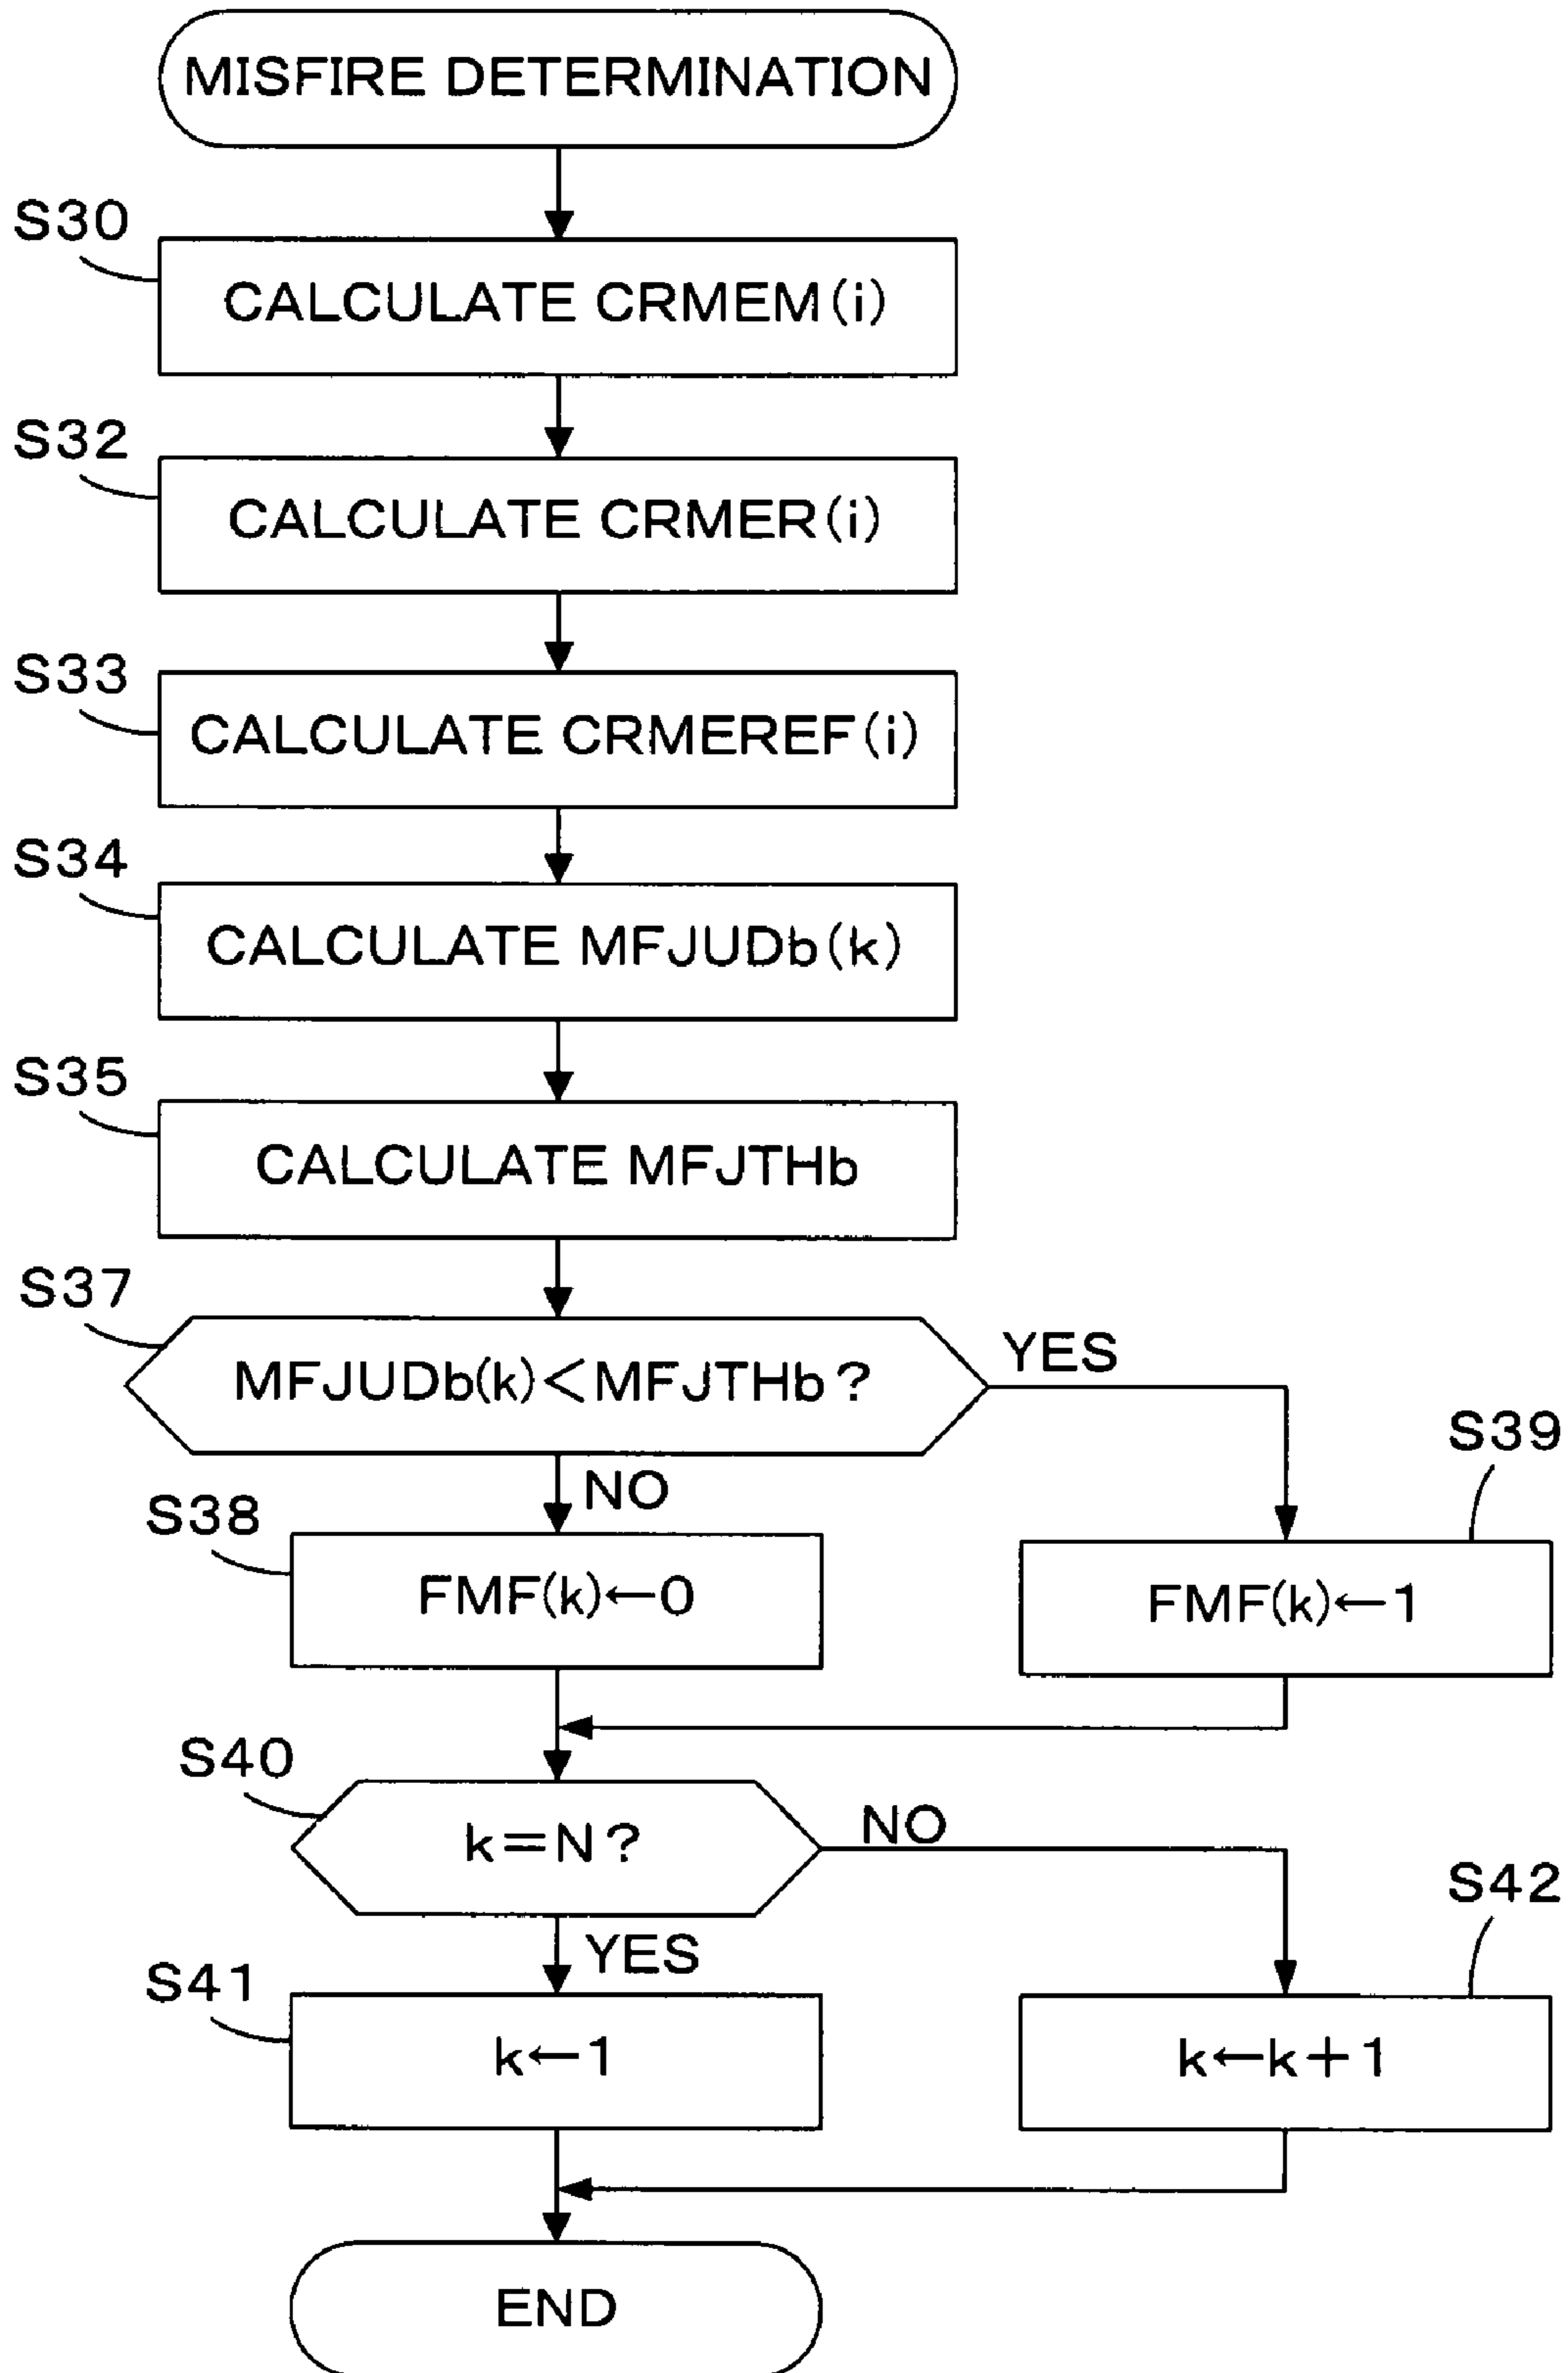 MISFIRE DETERMINATION
S30
CALCULATE CRMEM(i)
S32
CALCULATE CRMER(i)
S33
CALCULATE CRMEREF(i)
S34
CALCULATE MFJUDb(k)
S35
CALCULATE MFJTHb
S37
MFJUDb(k)<MFJTHb?
YES
NO
S38
FMF(k)←0
S39
FMF(k)←1
S40
k=N?
NO
YES
S41
k←1
S42
k←k+1
END